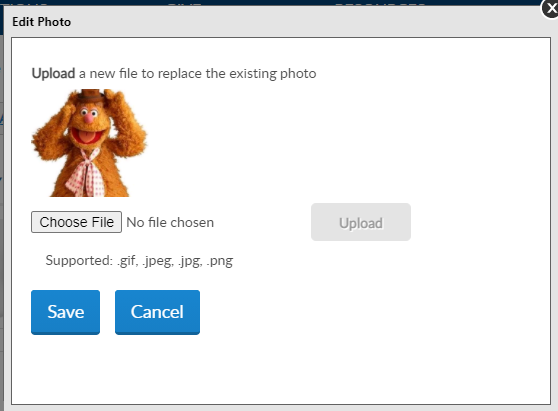 Edit Photo
Upload a new file to replace the existing photo
Choose File No file chosen
Upload
Supported: .gif, .jpeg, .jpg, .png
Save Cancel